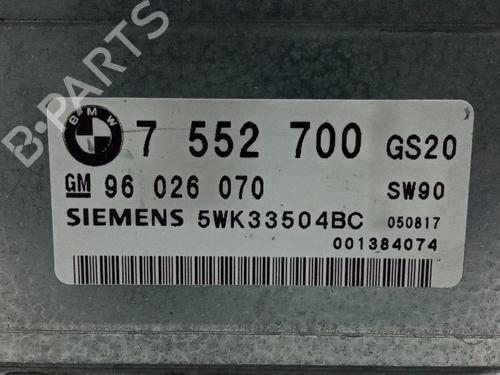 BMW 7 552 700 GS20
GM 96 026 070 SW90
SIEMENS 5WK33504BC 050817
001384074
B-PARTS